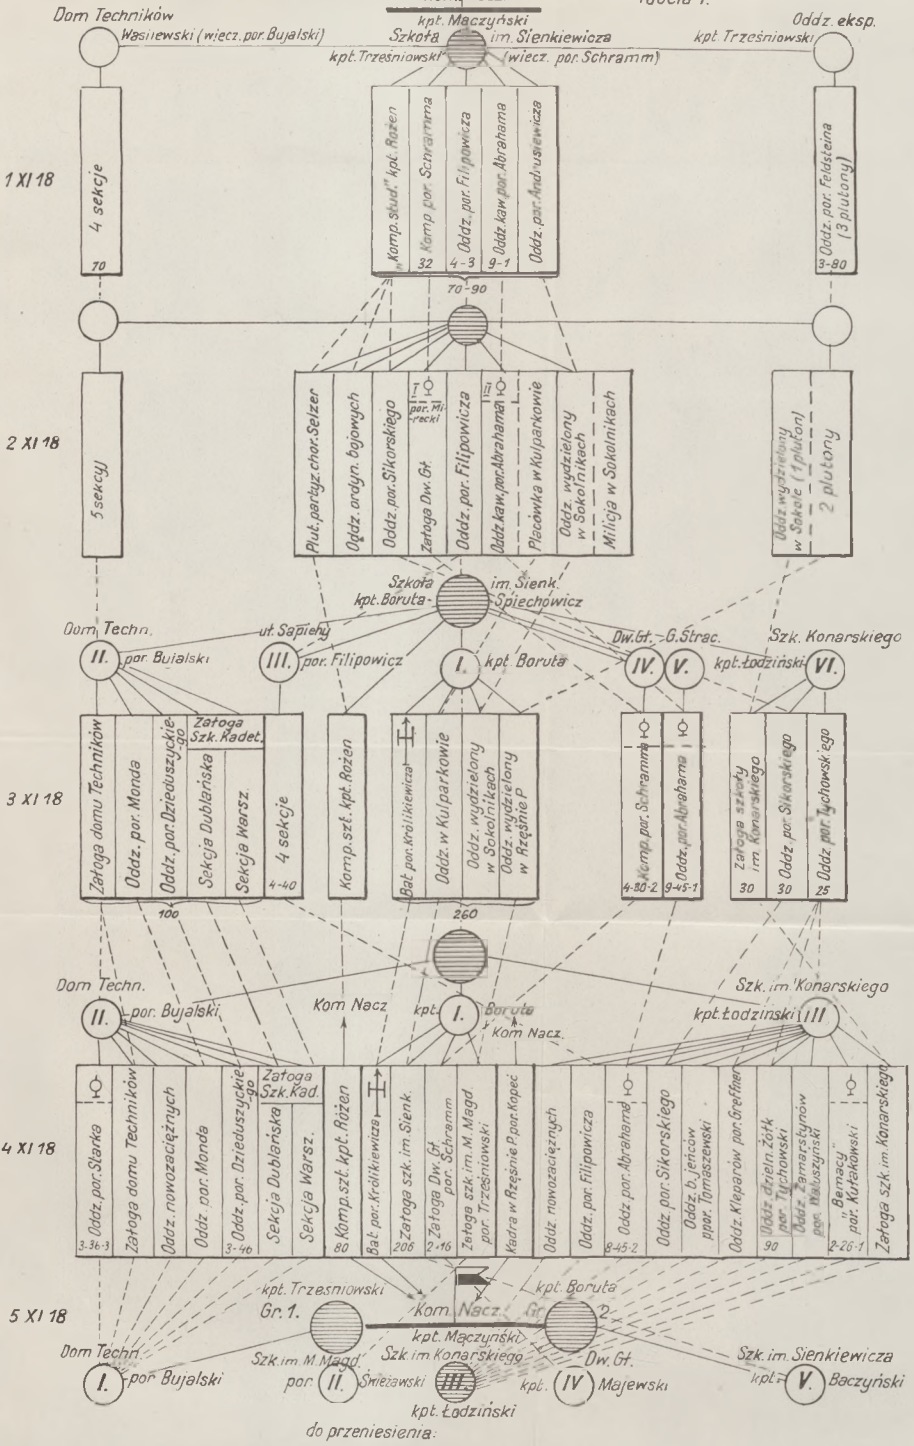 Tabela 1.
Dom Techników
Wasilewski (wiecz. por. Bujalski)
kpt. Mączyński
Szkoła im. Sienkiewicza
kpt. Trześniowski (wiecz. por. Schramm)
Oddz. eksp.
kpt Trześniowski
1 XI 18
4 sekcje
70
"Komp. stud." kpt. Rożen
Komp por. Schramma
32
Oddz. por. Filipowicza
4-3
Oddz. kaw. por. Abrahama
9-1
Oddz. por. Andrusiewicza
70-90
Oddz. por. Feldsteina
(3 plutony)
3-80
2 XI 18
5 sekcyj
Plut. partyz. chor. Selzer
Oddz. ordyn. bojowych
Oddz. por. Sikorskiego
I
por. Mi-
recki
Załoga Dw. Gł.
Oddz. por. Filipowicza
II
Oddz. kaw. por. Abrahama
Placówka w Kulparkowie
Oddz. wydzielony
w Sokolnikach
Milicja w Sokolnikach
Oddz. wydzielony
w Sokole (1 pluton)
2 plutony
Szkoła im. Sienk.
kpt. Boruta-Spiechowicz
Dom Techn.
II. por. Bujalski
ul. Sapiehy
III. por. Filipowicz
I. kpt Boruta
Dw. Gł. - G. Strac.
IV. V.
Szk. Konarskiego
kpt. Łodziński VI.
3 XI 18
Załoga domu Techników
Oddz. por. Monda
Oddz. por. Dzieduszyckie-
go
Załoga
Szk. Kadet.
Sekcja Dublańska
Sekcja Warsz.
100
4 sekcje
4-40
Komp. szt. kpt. Rożen
Bat por. Królikiewicza
Oddz. w Kulparkowie
Oddz. wydzielony
w Sokolnikach
Oddz. wydzielony
w Rzęśnie P
260
Komp. por. Schramma
4-80-2
Oddz. por. Abrahama
9-45-1
Załoga szkoły
im. Konarskiego
30
Oddz por. Sikorskiego
30
Oddz por. Tychowskiego
25
Dom Techn.
II. por. Bujalski
Kom Nacz
kpt. I. Boruta
Kom Nacz.
Szk. im. Konarskiego
kpt. Łodziński III
4 XI 18
Oddz. por. Starka
3-36-3
Załoga domu Techników
Oddz. nowozaciężnych
Oddz. por. Monda
Oddz. por. Dzieduszyckie-
go
3-46
Załoga
Szk. Kad.
Sekcja Dublańska
Sekcja Warsz.
Komp. szt. kpt. Rożen
80
Bat por. Królikiewicza
Załoga szk. im. Sienk.
206
Załoga Dw. Gł.
por. Schramm
2-16
Załoga szk. im. M. Magd
por. Trześniowski
Kadra w Rzęśnie P. por. Kopeć
Oddz. nowozaciężnych
Oddz. por. Filipowicza
Oddz por. Abrahama
8-45-2
Oddz. por. Sikorskiego
Oddz. b. jeńców
ppor. Tomaszewski
Oddz. Kleparów por. Greffner
Oddz. dzieln. Żółk
por. Tychowski
90
Oddz. Zamarstynów
por. Waluszyński
"Bemacy"
por. Kułakowski
2-26-1
Załoga szk. im. Konarskiego
5 XI 18
kpt. Trześniowski
Gr. 1.
Kom. Nacz.
kpt. Mączyński
kpt. Boruta
Gr. 2
Dom Techn.
I. por Bujalski
Szk. im M. Magd.
por. II. Świeżawski
Szk. im. Konarskiego
III.
kpt. Łodziński
Dw. Gł.
kpt. IV Majewski
Szk. im. Sienkiewicza
kpt. V. Baczyński
do przeniesienia: